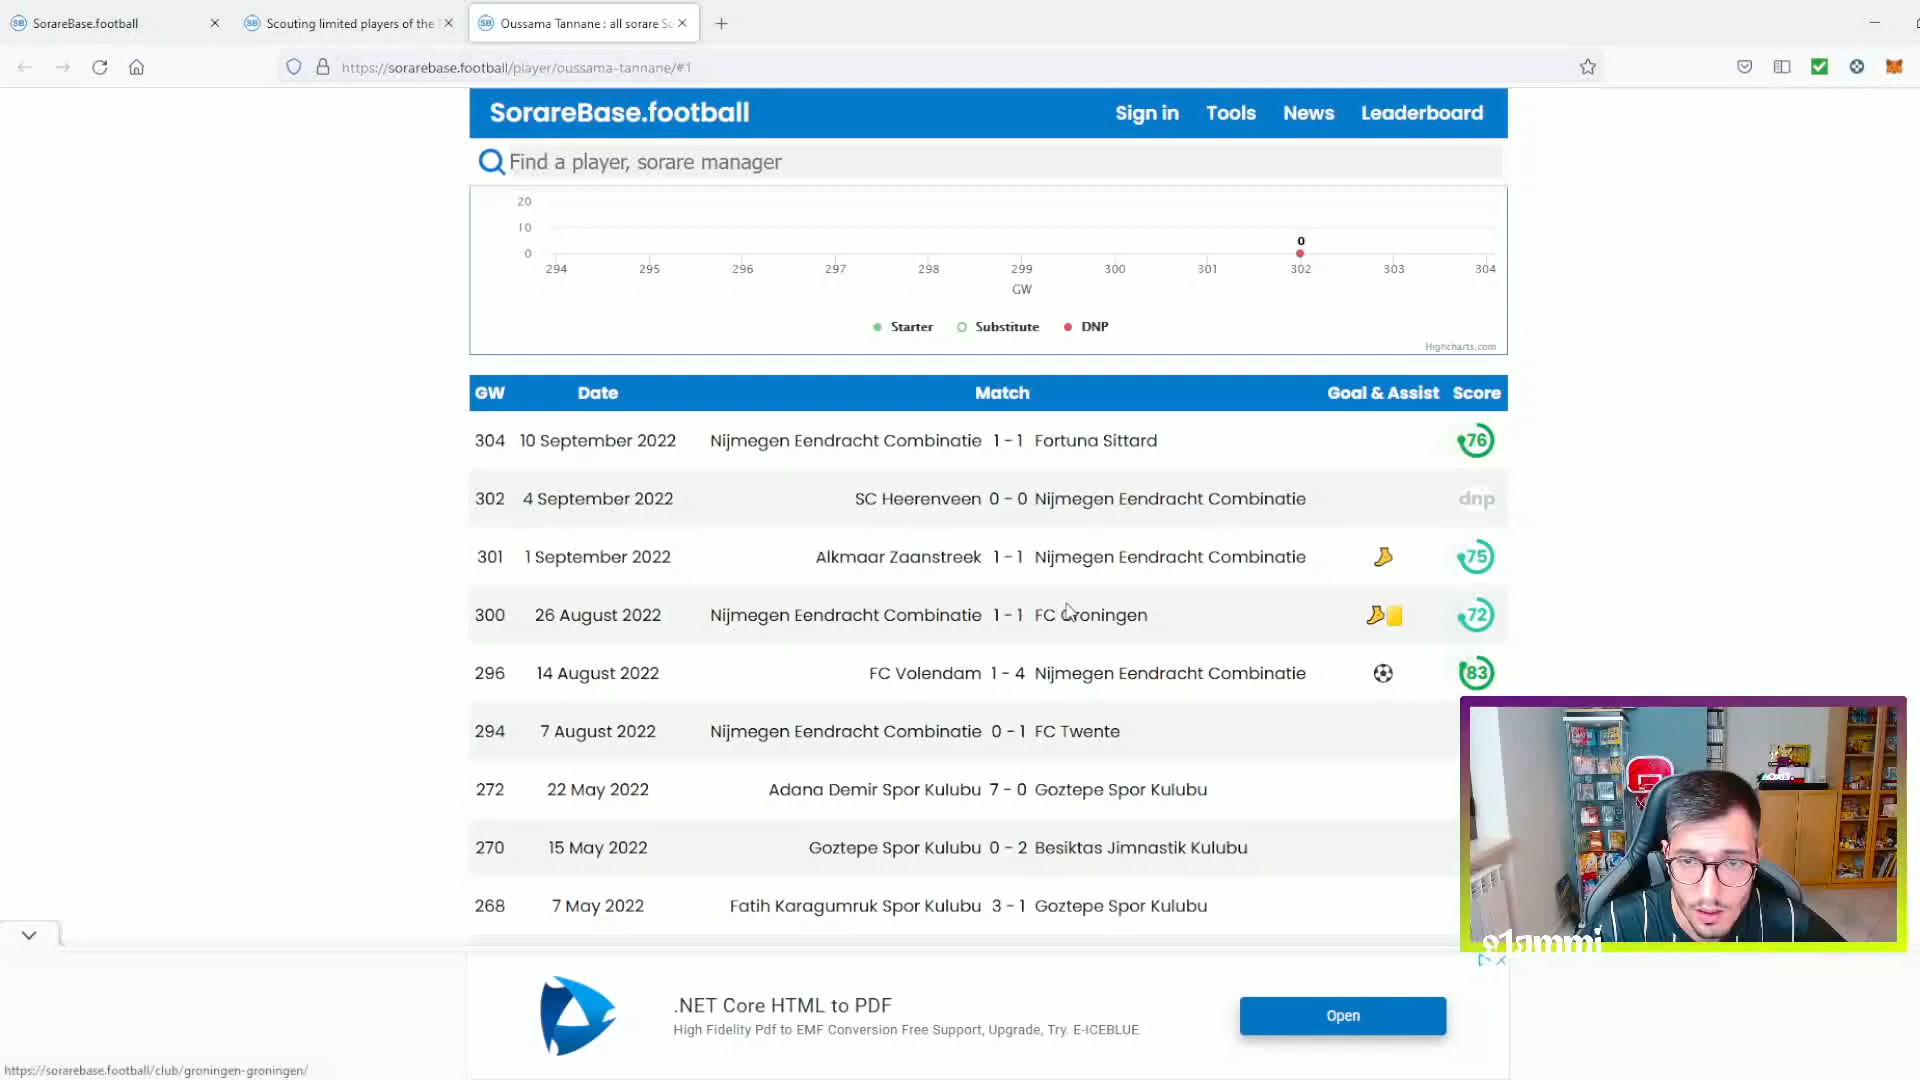 SorareBase.football
Scouting limited players of the
Oussama Tannane : all sorare So
https://sorarebase.football/player/oussama-tannane/#1
SorareBase.football
Sign in Tools News Leaderboard
Find a player, sorare manager
20
10
0
0
294 295 296 297 298 299 300 301 302 303 304
GW
Starter Substitute DNP
Highcharts.com
GW Date Match Goal & Assist Score
304 10 September 2022 Nijmegen Eendracht Combinatie 1 - 1 Fortuna Sittard 76
302 4 September 2022 SC Heerenveen 0 - 0 Nijmegen Eendracht Combinatie dnp
301 1 September 2022 Alkmaar Zaanstreek 1 - 1 Nijmegen Eendracht Combinatie 75
300 26 August 2022 Nijmegen Eendracht Combinatie 1 - 1 FC Groningen 72
296 14 August 2022 FC Volendam 1 - 4 Nijmegen Eendracht Combinatie 83
294 7 August 2022 Nijmegen Eendracht Combinatie 0 - 1 FC Twente
272 22 May 2022 Adana Demir Spor Kulubu 7 - 0 Goztepe Spor Kulubu
270 15 May 2022 Goztepe Spor Kulubu 0 - 2 Besiktas Jimnastik Kulubu
268 7 May 2022 Fatih Karagumruk Spor Kulubu 3 - 1 Goztepe Spor Kulubu
g1ammi
.NET Core HTML to PDF
High Fidelity Pdf to EMF Conversion Free Support, Upgrade, Try. E-ICEBLUE
Open
https://sorarebase.football/club/groningen-groningen/